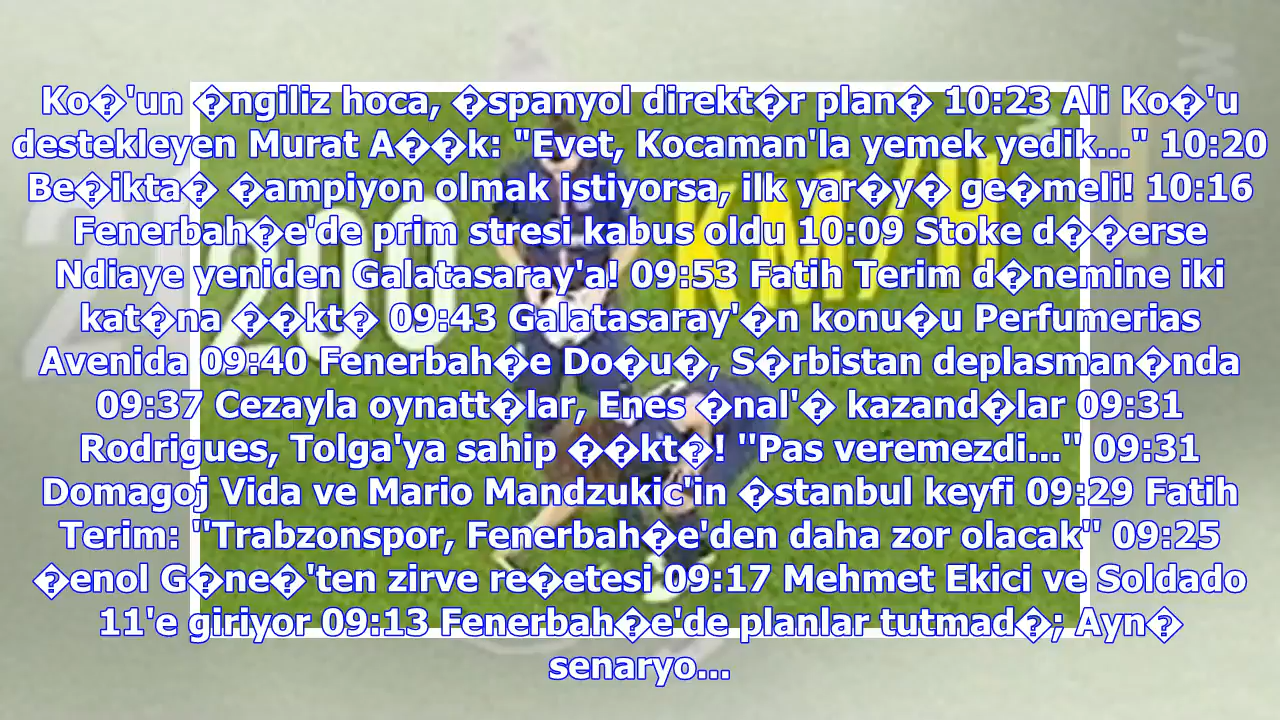 Ko�'un �ngiliz hoca, �spanyol direkt�r plan� 10:23 Ali Ko�'u
destekleyen Murat A��k: "Evet, Kocaman'la yemek yedik..." 10:20
Be�ikta� �ampiyon olmak istiyorsa, ilk yar�y� ge�meli! 10:16
Fenerbah�e'de prim stresi kabus oldu 10:09 Stoke d��erse
Ndiaye yeniden Galatasaray'a! 09:53 Fatih Terim d�nemine iki
kat�na ��kt� 09:43 Galatasaray'�n konu�u Perfumerias
Avenida 09:40 Fenerbah�e Do�u�, S�rbistan deplasman�nda
09:37 Cezayla oynatt�lar, Enes �nal'� kazand�lar 09:31
Rodrigues, Tolga'ya sahip ��kt�! ''Pas veremezdi...'' 09:31
Domagoj Vida ve Mario Mandzukic'in �stanbul keyfi 09:29 Fatih
Terim: ''Trabzonspor, Fenerbah�e'den daha zor olacak'' 09:25
�enol G�ne�'ten zirve re�etesi 09:17 Mehmet Ekici ve Soldado
11'e giriyor 09:13 Fenerbah�e'de planlar tutmad�; Ayn�
senaryo...
200 KM/H